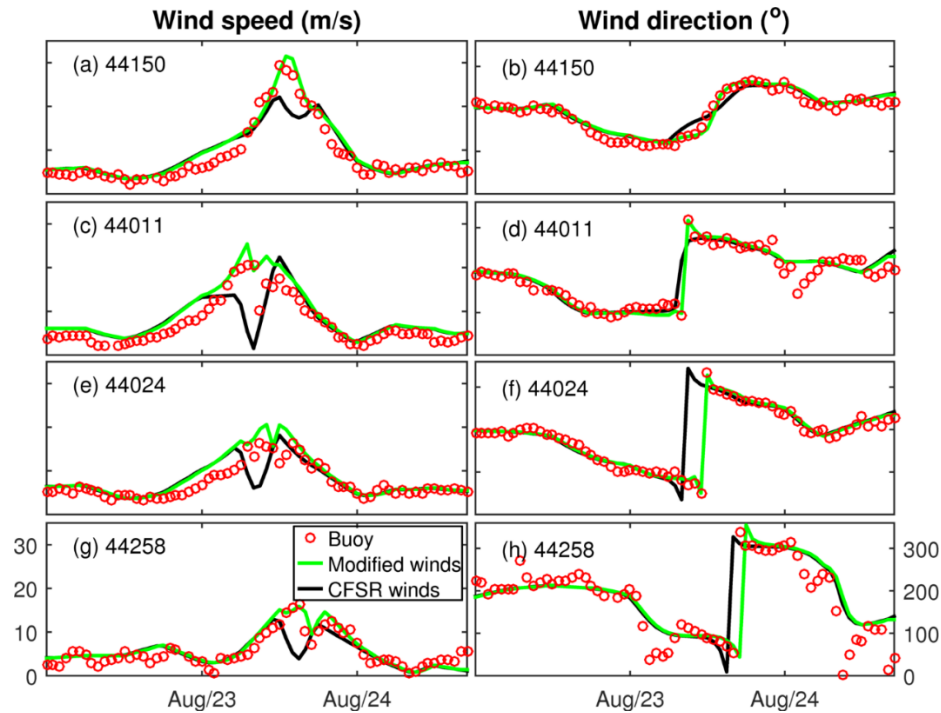 Wind speed (m/s)
Wind direction (°)
(a) 44150
(b) 44150
(c) 44011
(d) 44011
(e) 44024
(f) 44024
(g) 44258
(h) 44258
Buoy
Modified winds
CFSR winds
30
20
10
0
300
200
100
0
Aug/23
Aug/24
Aug/23
Aug/24